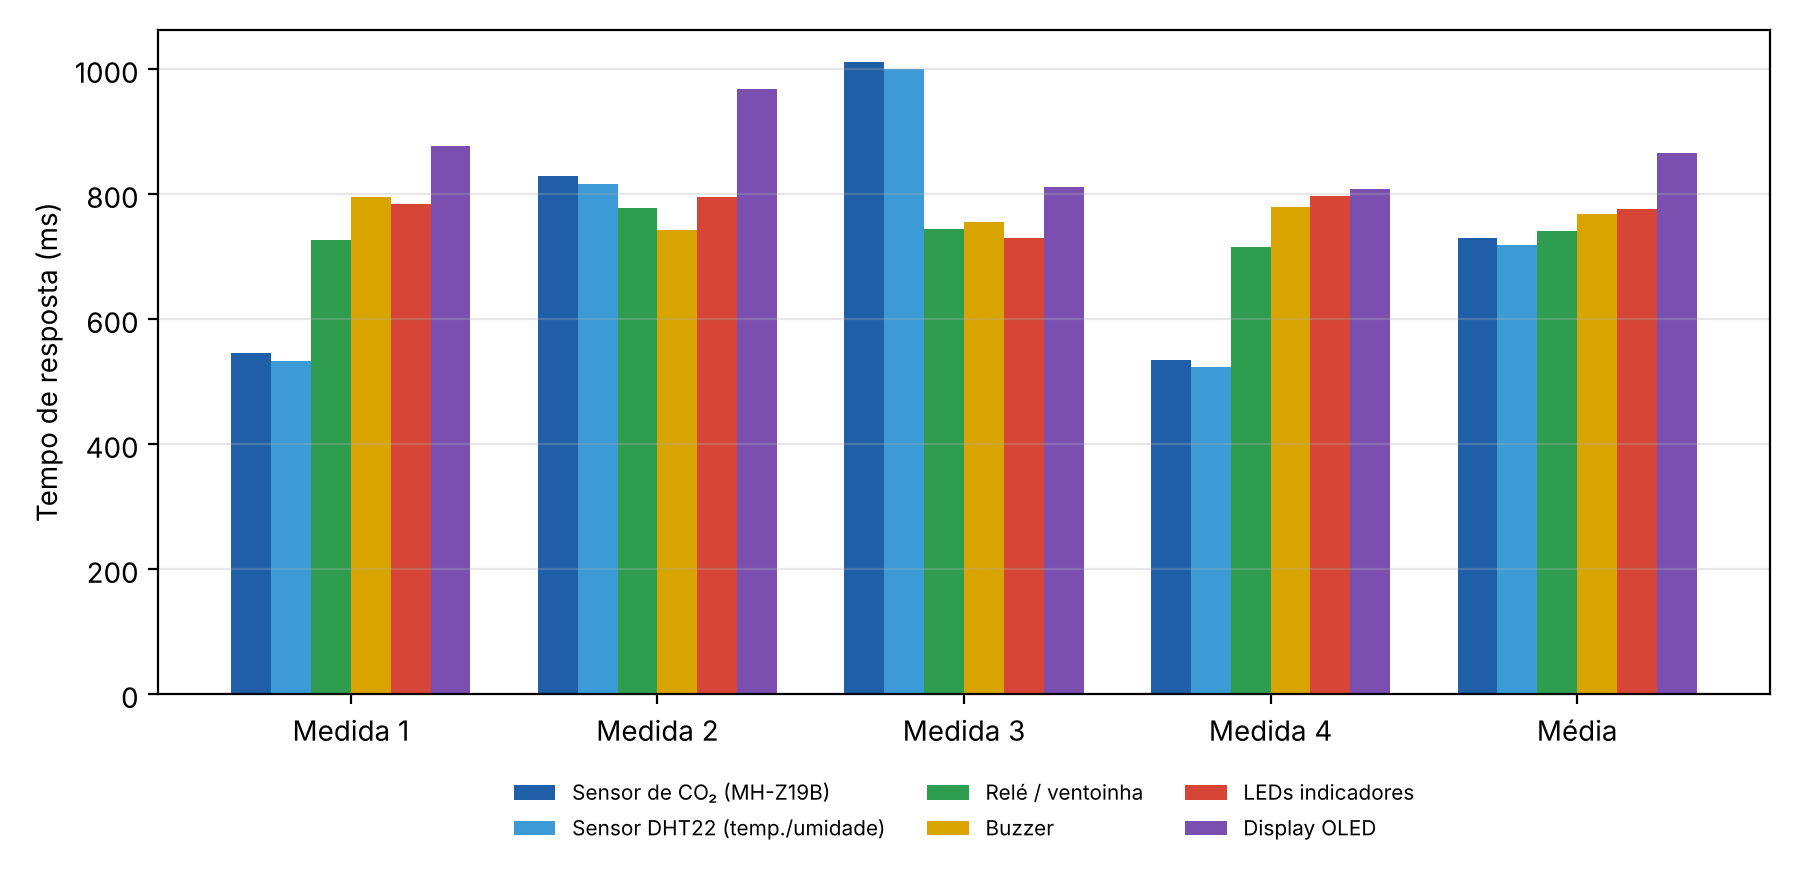 Tempo de resposta (ms)
1000
800
600
400
200
0
Medida 1
Medida 2
Medida 3
Medida 4
Média
Sensor de CO₂ (MH-Z19B)
Sensor DHT22 (temp./umidade)
Relé / ventoinha
Buzzer
LEDs indicadores
Display OLED